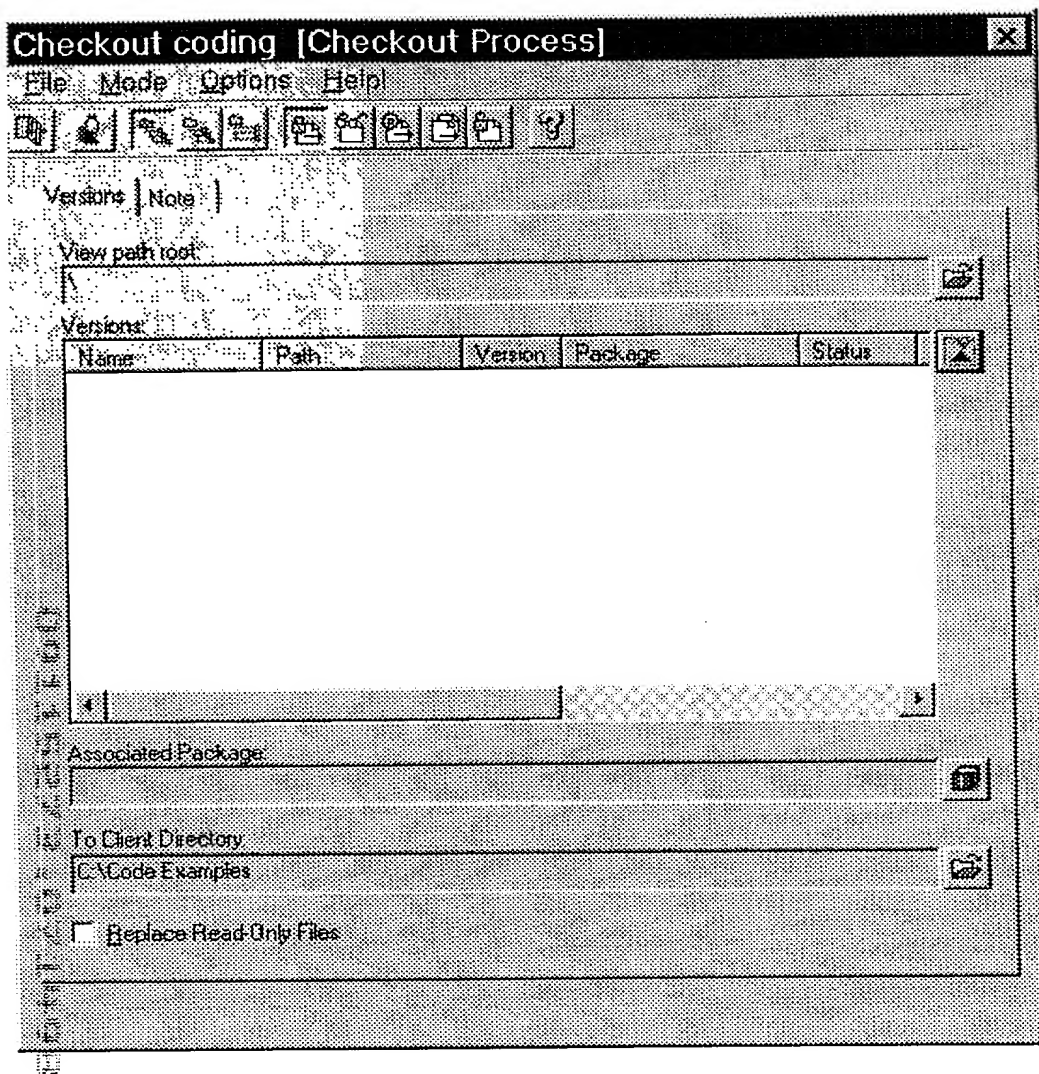 Checkout coding [Checkout Process]
File Mode Options Help!
Versions Note
View path root:
\
Versions:
Name Path Version Package Status
Associated Package:
To Client Directory:
C:\Code Examples
Replace Read-Only Files